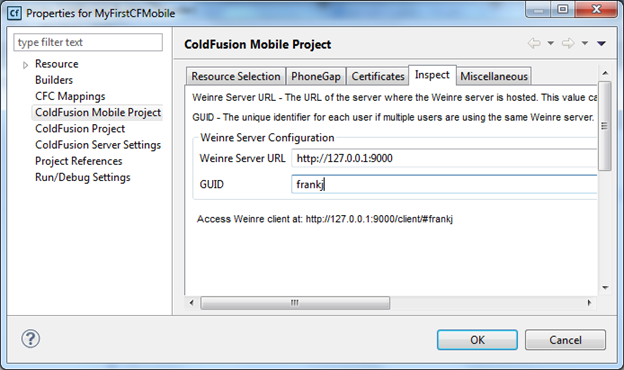 Cf Properties for MyFirstCFMobile
type filter text
Resource
Builders
CFC Mappings
ColdFusion Mobile Project
ColdFusion Project
ColdFusion Server Settings
Project References
Run/Debug Settings
ColdFusion Mobile Project
Resource Selection PhoneGap Certificates Inspect Miscellaneous
Weinre Server URL - The URL of the server where the Weinre server is hosted. This value ca
GUID - The unique identifier for each user if multiple users are using the same Weinre server.
Weinre Server Configuration
Weinre Server URL http://127.0.0.1:9000
GUID frankj
Access Weinre client at: http://127.0.0.1:9000/client/#frankj
? OK Cancel